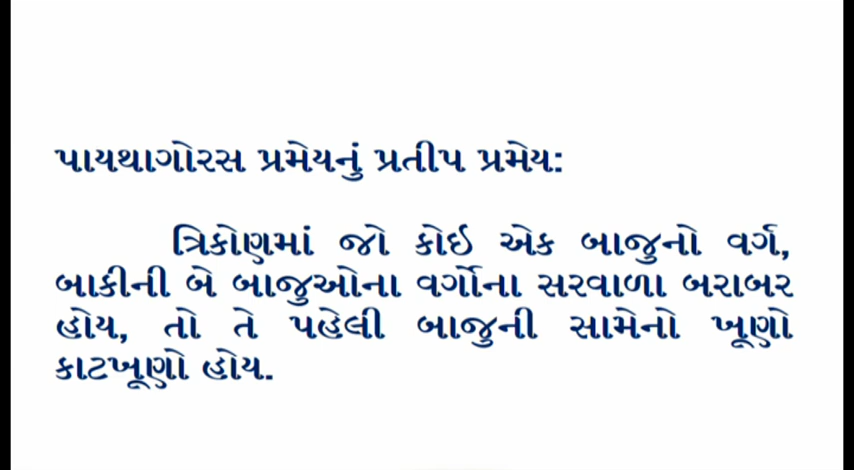 પાયથાગોરસ પ્રમેયનું પ્રતીપ પ્રમેય:
ત્રિકોણમાં જો કોઈ એક બાજુનો વર્ગ,
બાકીની બે બાજુઓના વર્ગોના સરવાળા બરાબર
હોય, તો તે પહેલી બાજુની સામેનો ખૂણો
કાટખૂણો હોય.